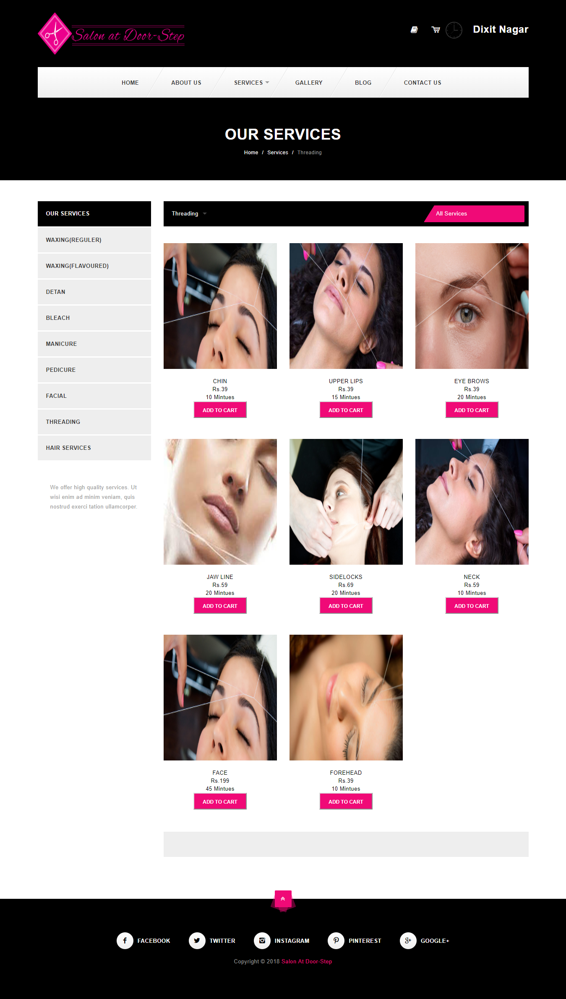 Salon at Door-Step
Dixit Nagar
HOME
ABOUT US
SERVICES
GALLERY
BLOG
CONTACT US
OUR SERVICES
Home / Services / Threading
OUR SERVICES
WAXING(REGULER)
WAXING(FLAVOURED)
DETAN
BLEACH
MANICURE
PEDICURE
FACIAL
THREADING
HAIR SERVICES
We offer high quality services. Ut
wisi enim ad minim veniam, quis
nostrud exerci tation ullamcorper.
Threading
All Services
CHIN
Rs.39
10 Mintues
ADD TO CART
UPPER LIPS
Rs.39
15 Mintues
ADD TO CART
EYE BROWS
Rs.39
20 Mintues
ADD TO CART
JAW LINE
Rs.59
20 Mintues
ADD TO CART
SIDELOCKS
Rs.69
20 Mintues
ADD TO CART
NECK
Rs.59
10 Mintues
ADD TO CART
FACE
Rs.199
45 Mintues
ADD TO CART
FOREHEAD
Rs.39
10 Mintues
ADD TO CART
FACEBOOK
TWITTER
INSTAGRAM
PINTEREST
GOOGLE+
Copyright © 2018 Salon At Door-Step